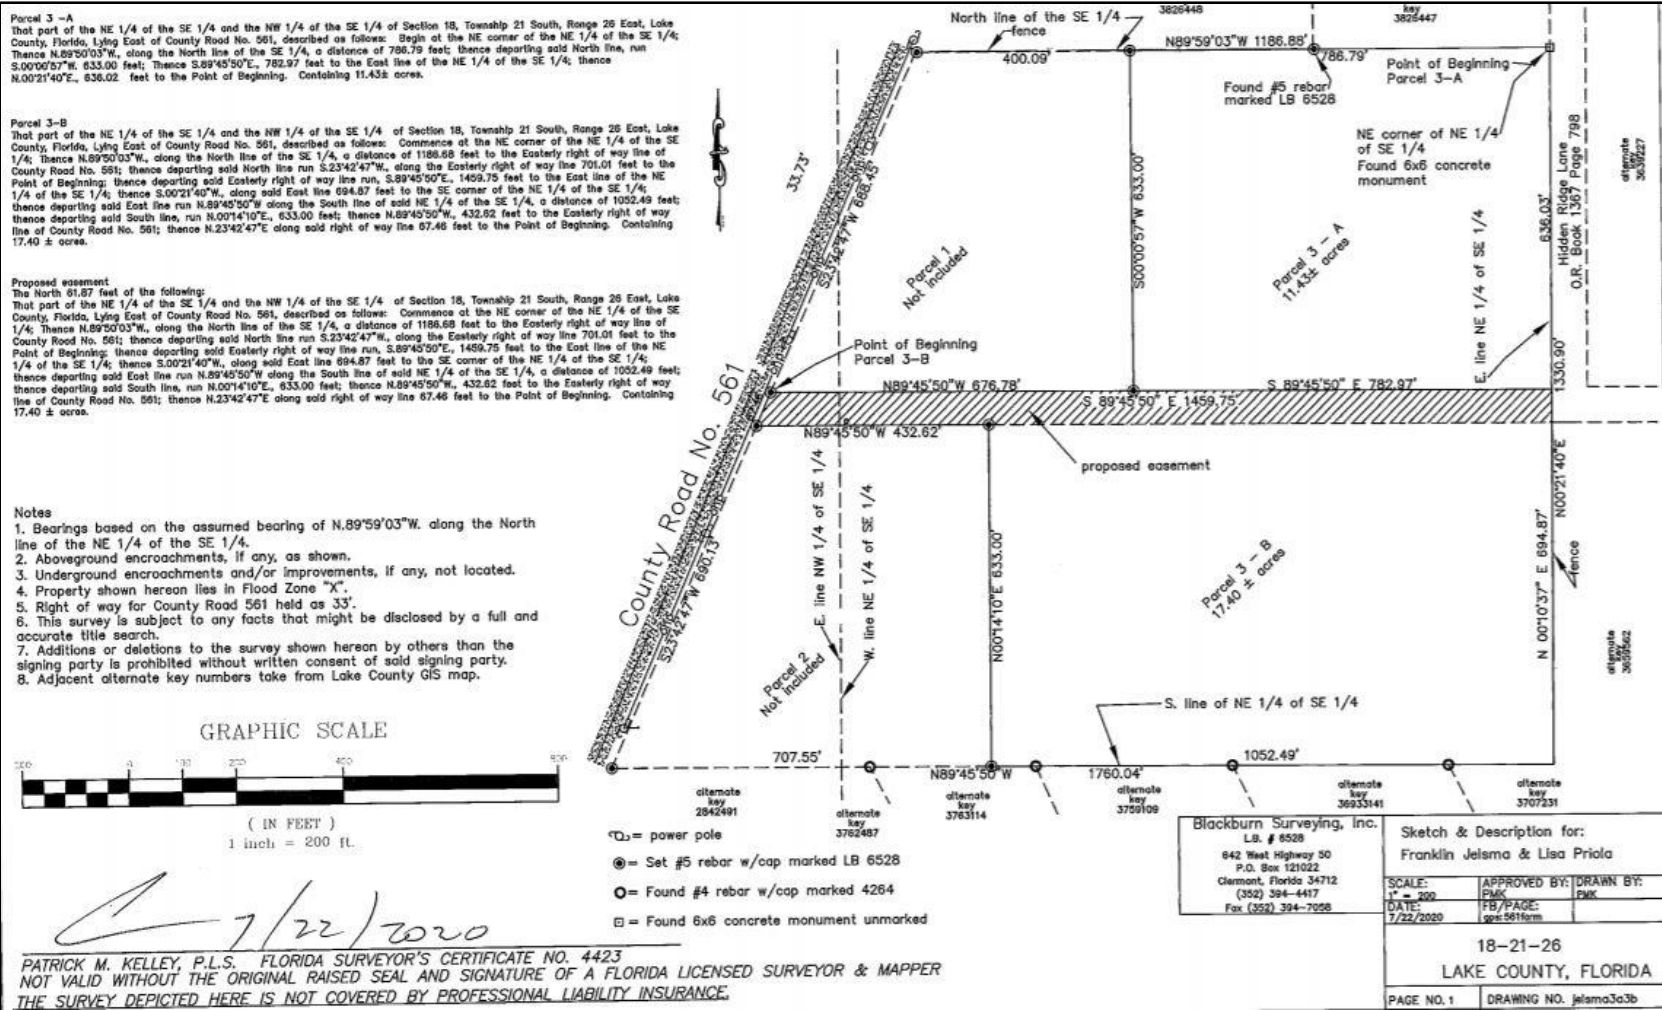 Parcel 3 -A
That part of the NE 1/4 of the SE 1/4 and the NW 1/4 of the SE 1/4 of Section 18, Township 21 South, Range 26 East, Lake
County, Florida, Lying East of County Road No. 561, described as follows: Begin at the NE corner of the NE 1/4 of the SE 1/4;
Thence N.89°50'03"W., along the North line of the SE 1/4, a distance of 786.79 feet; thence departing said North line, run
S.00°00'57"W. 633.00 feet; Thence S.89°45'50"E., 782.97 feet to the East line of the NE 1/4 of the SE 1/4; thence
N.00°21'40"E., 636.02 feet to the Point of Beginning. Containing 11.43± acres.
Parcel 3-B
That part of the NE 1/4 of the SE 1/4 and the NW 1/4 of the SE 1/4 of Section 18, Township 21 South, Range 26 East, Lake
County, Florida, Lying East of County Road No. 561, described as follows: Commence at the NE corner of the NE 1/4 of the SE
1/4; Thence N.89°50'03"W., along the North line of the SE 1/4, a distance of 1186.68 feet to the Easterly right of way line of
County Road No. 561; thence departing said North line run S.23°42'47"W., along the Easterly right of way line 701.01 feet to the
Point of Beginning; thence departing said Easterly right of way line run, S.89°45'50"E., 1459.75 feet to the East line of the NE
1/4 of the SE 1/4; thence S.00°21'40"W., along said East line 694.87 feet to the SE corner of the NE 1/4 of the SE 1/4;
thence departing said East line run N.89°45'50"W along the South line of said NE 1/4 of the SE 1/4, a distance of 1052.49 feet;
thence departing said South line, run N.00°14'10"E., 633.00 feet; thence N.89°45'50"W., 432.62 feet to the Easterly right of way
line of County Road No. 561; thence N.23°42'47"E along said right of way line 67.46 feet to the Point of Beginning. Containing
17.40 ± acres.
Proposed easement
The North 61.87 feet of the following:
That part of the NE 1/4 of the SE 1/4 and the NW 1/4 of the SE 1/4 of Section 18, Township 21 South, Range 26 East, Lake
County, Florida, Lying East of County Road No. 561, described as follows: Commence at the NE corner of the NE 1/4 of the SE
1/4; Thence N.89°50'03"W., along the North line of the SE 1/4, a distance of 1186.68 feet to the Easterly right of way line of
County Road No. 561; thence departing said North line run S.23°42'47"W., along the Easterly right of way line 701.01 feet to the
Point of Beginning; thence departing said Easterly right of way line run, S.89°45'50"E., 1459.75 feet to the East line of the NE
1/4 of the SE 1/4; thence S.00°21'40"W., along said East line 694.87 feet to the SE corner of the NE 1/4 of the SE 1/4;
thence departing said East line run N.89°45'50"W along the South line of said NE 1/4 of the SE 1/4, a distance of 1052.49 feet;
thence departing said South line, run N.00°14'10"E., 633.00 feet; thence N.89°45'50"W., 432.62 feet to the Easterly right of way
line of County Road No. 561; thence N.23°42'47"E along said right of way line 67.46 feet to the Point of Beginning. Containing
17.40 ± acres.
Notes
1. Bearings based on the assumed bearing of N.89°59'03"W. along the North
line of the NE 1/4 of the SE 1/4.
2. Aboveground encroachments, if any, as shown.
3. Underground encroachments and/or improvements, if any, not located.
4. Property shown hereon lies in Flood Zone "X".
5. Right of way for County Road 561 held as 33'.
6. This survey is subject to any facts that might be disclosed by a full and
accurate title search.
7. Additions or deletions to the survey shown hereon by others than the
signing party is prohibited without written consent of said signing party.
8. Adjacent alternate key numbers take from Lake County GIS map.
GRAPHIC SCALE
200 0 100 200 400 800
( IN FEET )
1 inch = 200 ft.
7/22/2020
PATRICK M. KELLEY, P.L.S. FLORIDA SURVEYOR'S CERTIFICATE NO. 4423
NOT VALID WITHOUT THE ORIGINAL RAISED SEAL AND SIGNATURE OF A FLORIDA LICENSED SURVEYOR & MAPPER
THE SURVEY DEPICTED HERE IS NOT COVERED BY PROFESSIONAL LIABILITY INSURANCE.
North line of the SE 1/4
fence
3826448
key
3826447
N89°59'03"W 1186.88'
400.09'
786.79'
Point of Beginning
Parcel 3-A
Found #5 rebar
marked LB 6528
NE corner of NE 1/4
of SE 1/4
Found 6x6 concrete
monument
Hidden Ridge Lane
O.R. Book 1367 Page 798
alternate
key
3639227
33.73'
S23°42'47"W 668.45'
Parcel 1
Not included
S00°00'57"W 633.00'
Parcel 3 - A
11.43± acres
E. line NE 1/4 of SE 1/4
636.03'
1330.90'
Point of Beginning
Parcel 3-B
N89°45'50"W 676.78'
S 89°45'50" E 782.97'
S 89°45'50" E 1459.75'
N89°45'50"W 432.62'
proposed easement
County Road No. 561
S23°42'47"W 690.13'
E. line NW 1/4 of SE 1/4
W. line NE 1/4 of SE 1/4
N00°14'10"E 633.00'
Parcel 3 - B
17.40 ± acres
N00°21'40"E
N 00°10'37" E 694.87'
fence
alternate
key
3659562
Parcel 2
Not included
S. line of NE 1/4 of SE 1/4
707.55'
N89°45'50"W
1760.04'
1052.49'
alternate
key
2842491
alternate
key
3762487
alternate
key
3763114
alternate
key
3759109
alternate
key
36933141
alternate
key
3707231
= power pole
= Set #5 rebar w/cap marked LB 6528
= Found #4 rebar w/cap marked 4264
= Found 6x6 concrete monument unmarked
Blackburn Surveying, Inc.
L.B. # 6528
642 West Highway 50
P.O. Box 121022
Clermont, Florida 34712
(352) 394-4417
Fax (352) 394-7058
Sketch & Description for:
Franklin Jelsma & Lisa Priola
SCALE:
1" = 200
APPROVED BY:
PMK
DRAWN BY:
PMK
DATE:
7/22/2020
FB/PAGE:
gps:561farm
18-21-26
LAKE COUNTY, FLORIDA
PAGE NO. 1
DRAWING NO. jelsma3a3b